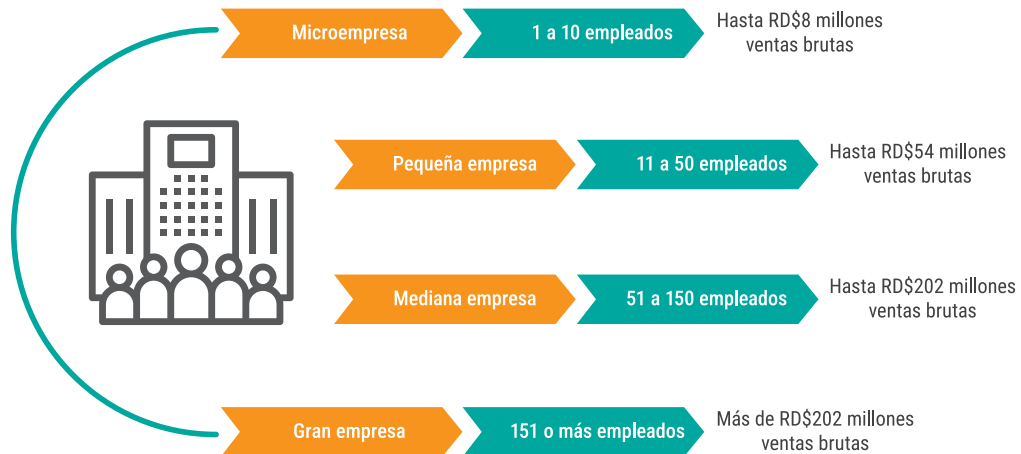 Microempresa
1 a 10 empleados
Hasta RD$8 millones
ventas brutas
Pequeña empresa
11 a 50 empleados
Hasta RD$54 millones
ventas brutas
Mediana empresa
51 a 150 empleados
Hasta RD$202 millones
ventas brutas
Gran empresa
151 o más empleados
Más de RD$202 millones
ventas brutas